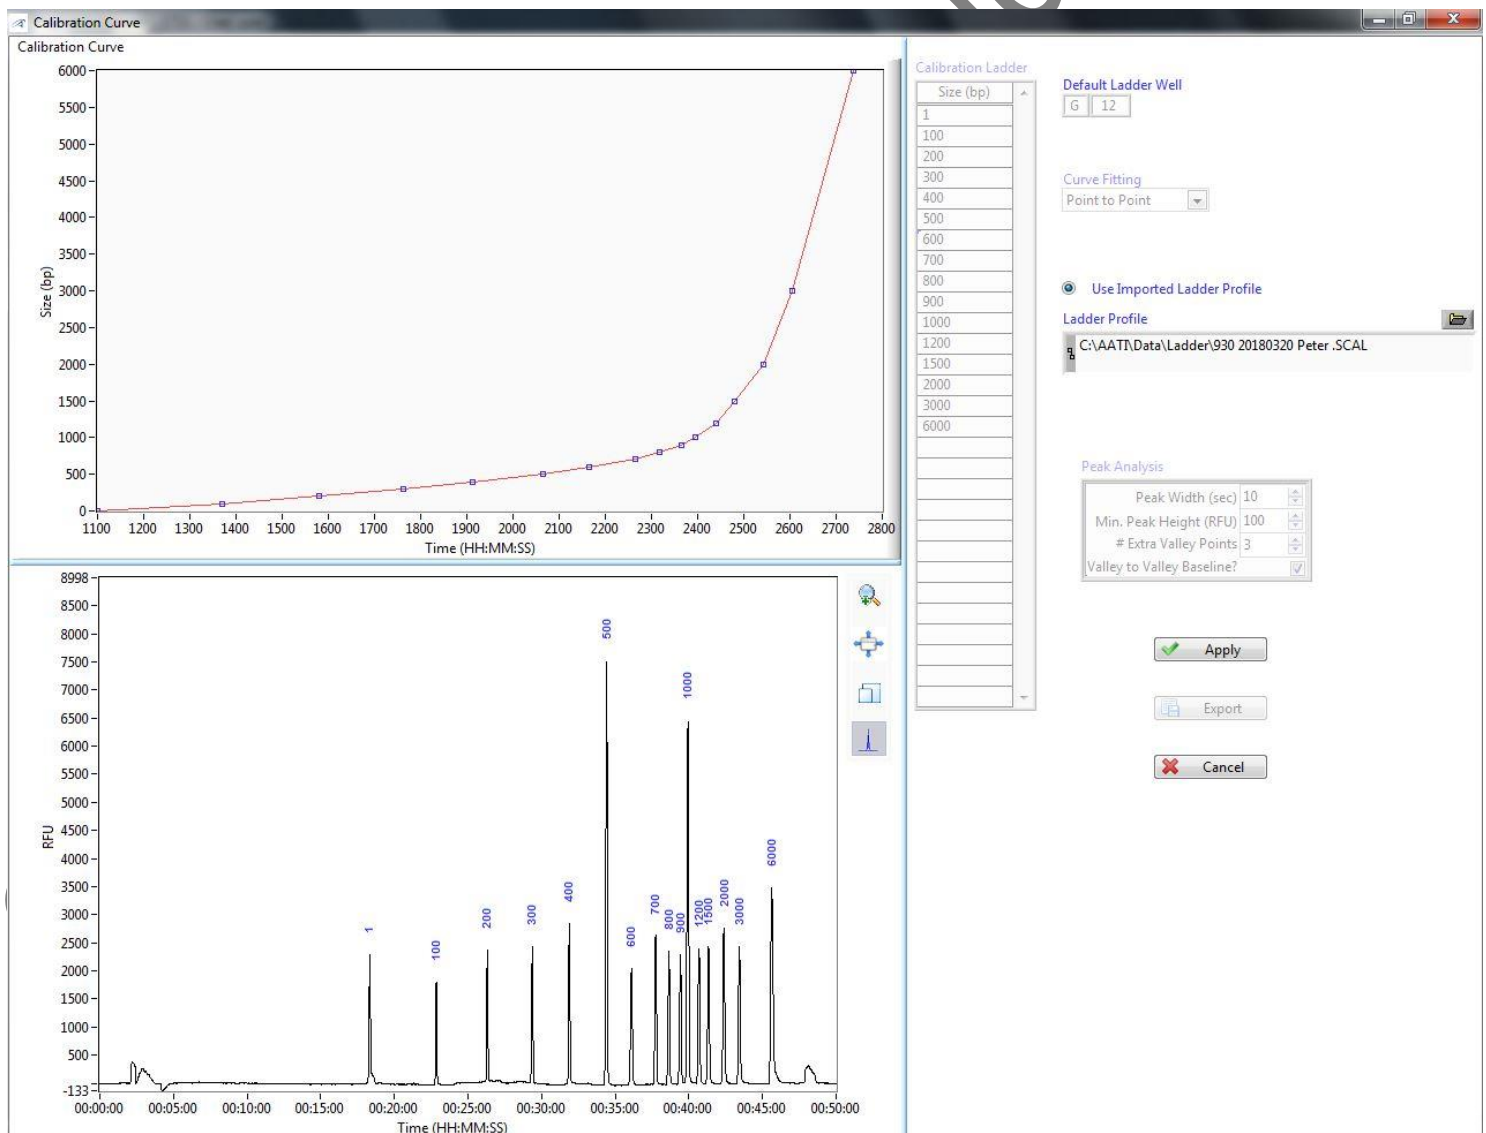 Calibration Curve
Calibration Curve
6000
5500
5000
4500
4000
3500
3000
2500
2000
1500
1000
500
0
Size (bp)
1100 1200 1300 1400 1500 1600 1700 1800 1900 2000 2100 2200 2300 2400 2500 2600 2700 2800
Time (HH:MM:SS)
8998
8500
8000
7500
7000
6500
6000
5500
5000
4500
4000
3500
3000
2500
2000
1500
1000
500
-133
RFU
1 100 200 300 400 500 600 700 800 900 1000 1200 1500 2000 3000 6000
00:00:00 00:05:00 00:10:00 00:15:00 00:20:00 00:25:00 00:30:00 00:35:00 00:40:00 00:45:00 00:50:00
Time (HH:MM:SS)
Calibration Ladder
Size (bp)
1
100
200
300
400
500
600
700
800
900
1000
1200
1500
2000
3000
6000
Default Ladder Well
G 12
Curve Fitting
Point to Point
Use Imported Ladder Profile
Ladder Profile
C:\AATI\Data\Ladder\930 20180320 Peter .SCAL
Peak Analysis
Peak Width (sec) 10
Min. Peak Height (RFU) 100
# Extra Valley Points 3
Valley to Valley Baseline?
Apply
Export
Cancel